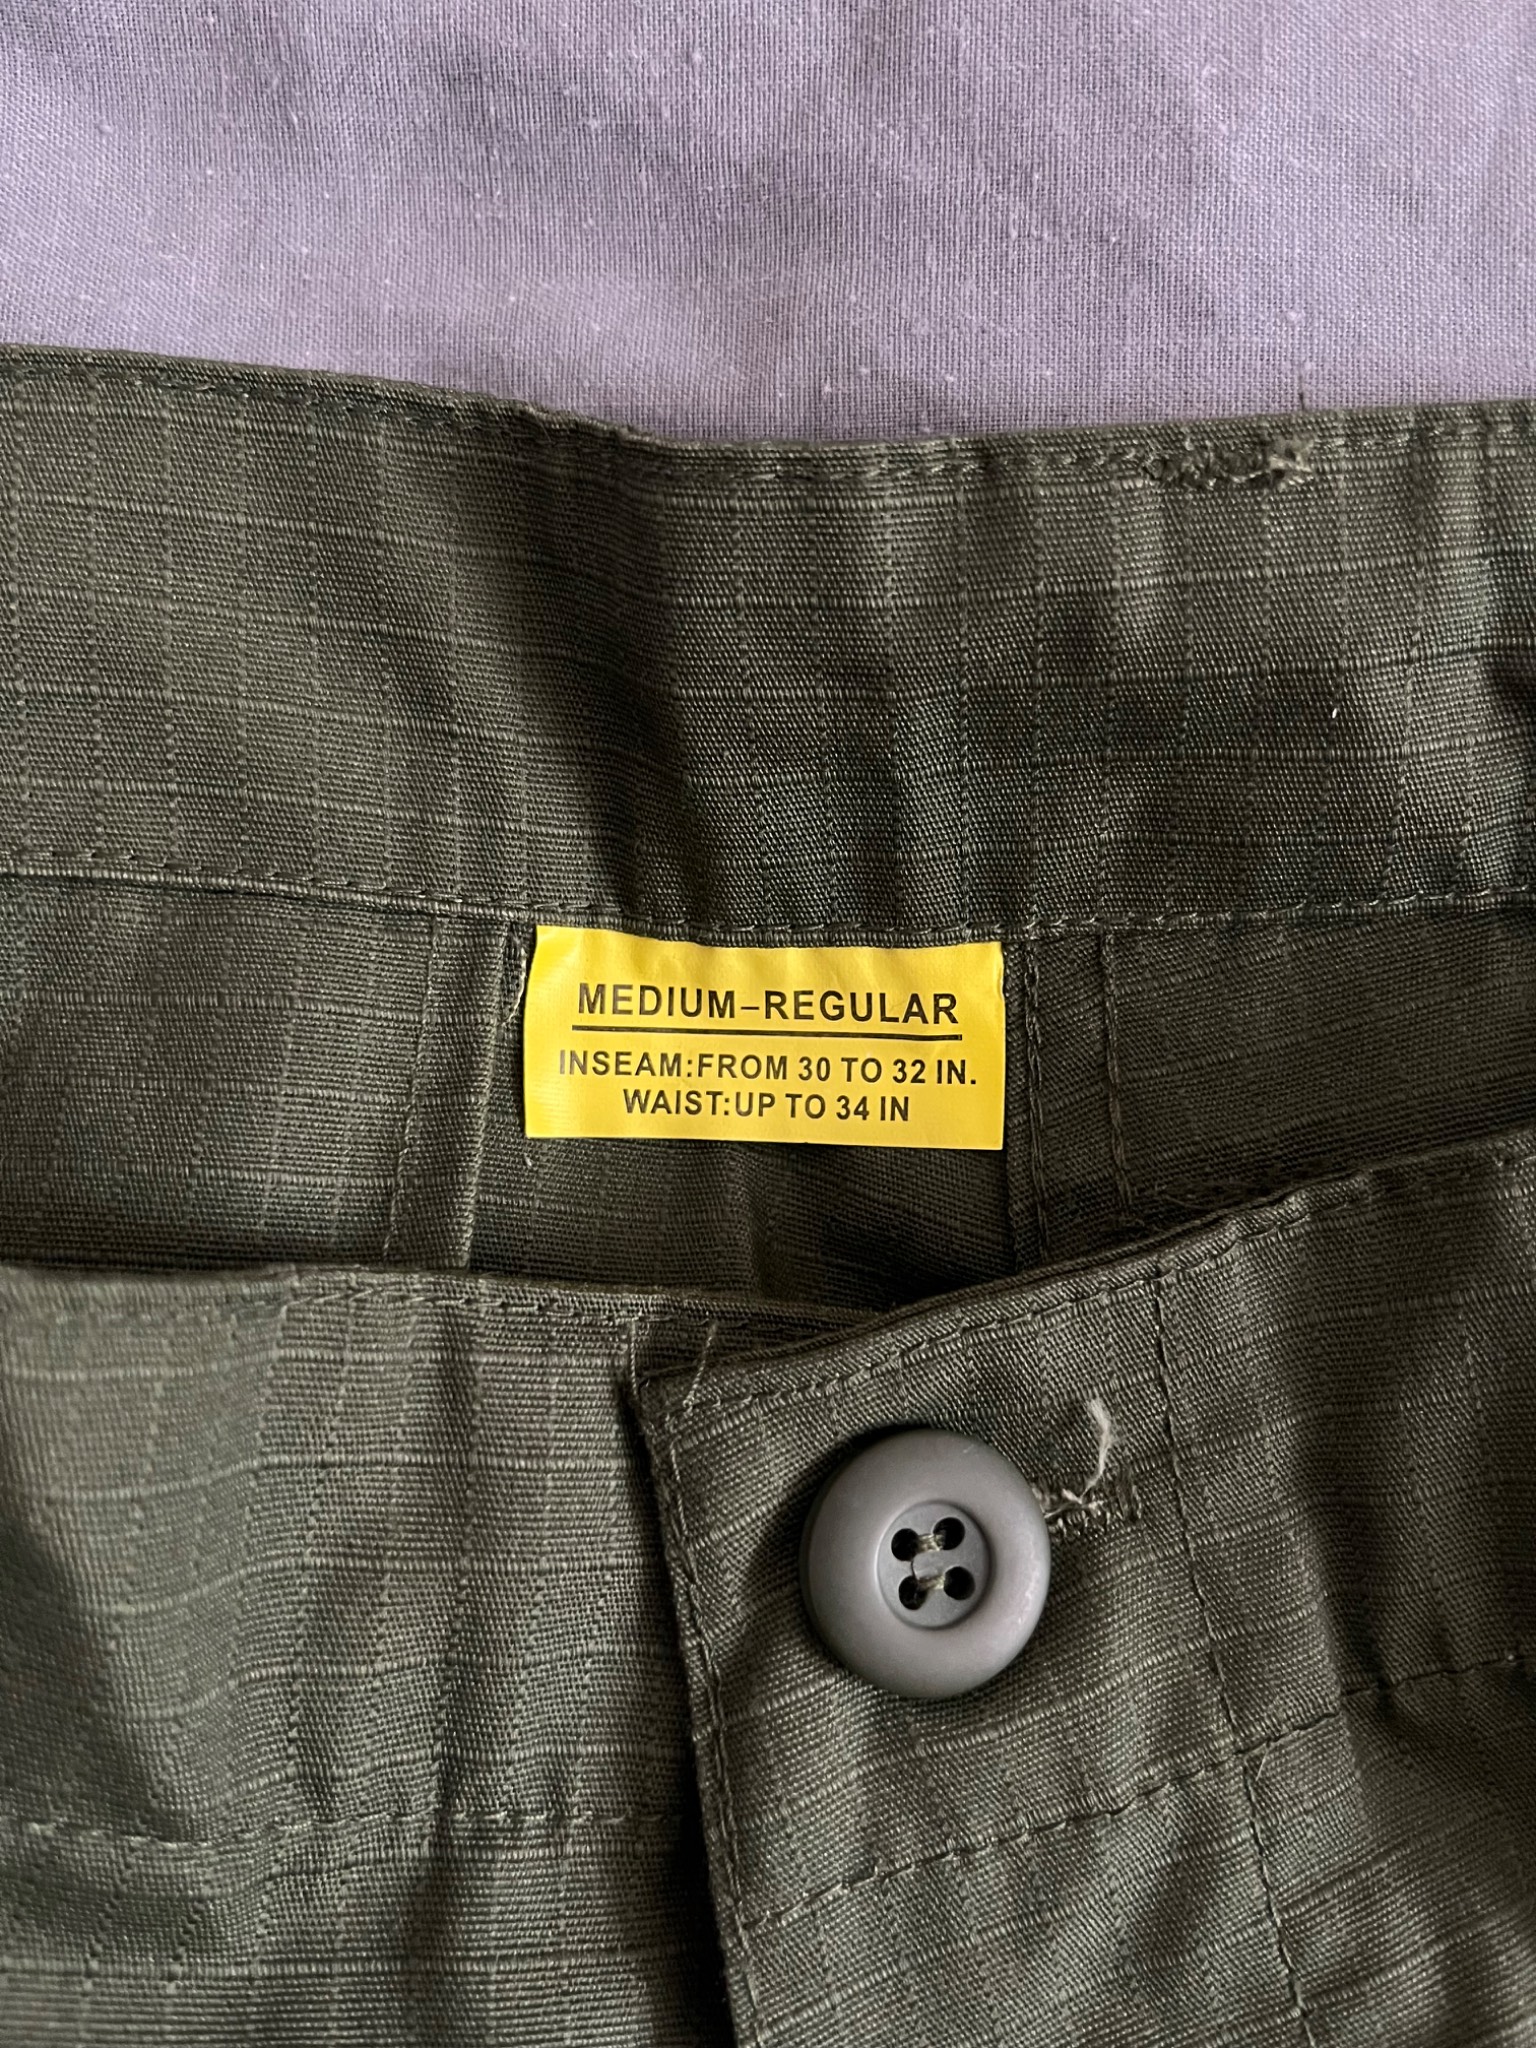 MEDIUM–REGULAR
INSEAM:FROM 30 TO 32 IN.
WAIST:UP TO 34 IN